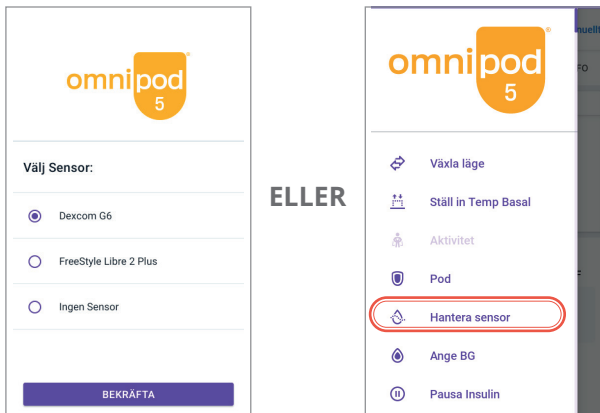 omnipod
5
Välj Sensor:
Dexcom G6
FreeStyle Libre 2 Plus
Ingen Sensor
BEKRÄFTA
ELLER
omnipod
5
Växla läge
Ställ in Temp Basal
Aktivitet
Pod
Hantera sensor
Ange BG
Pausa Insulin